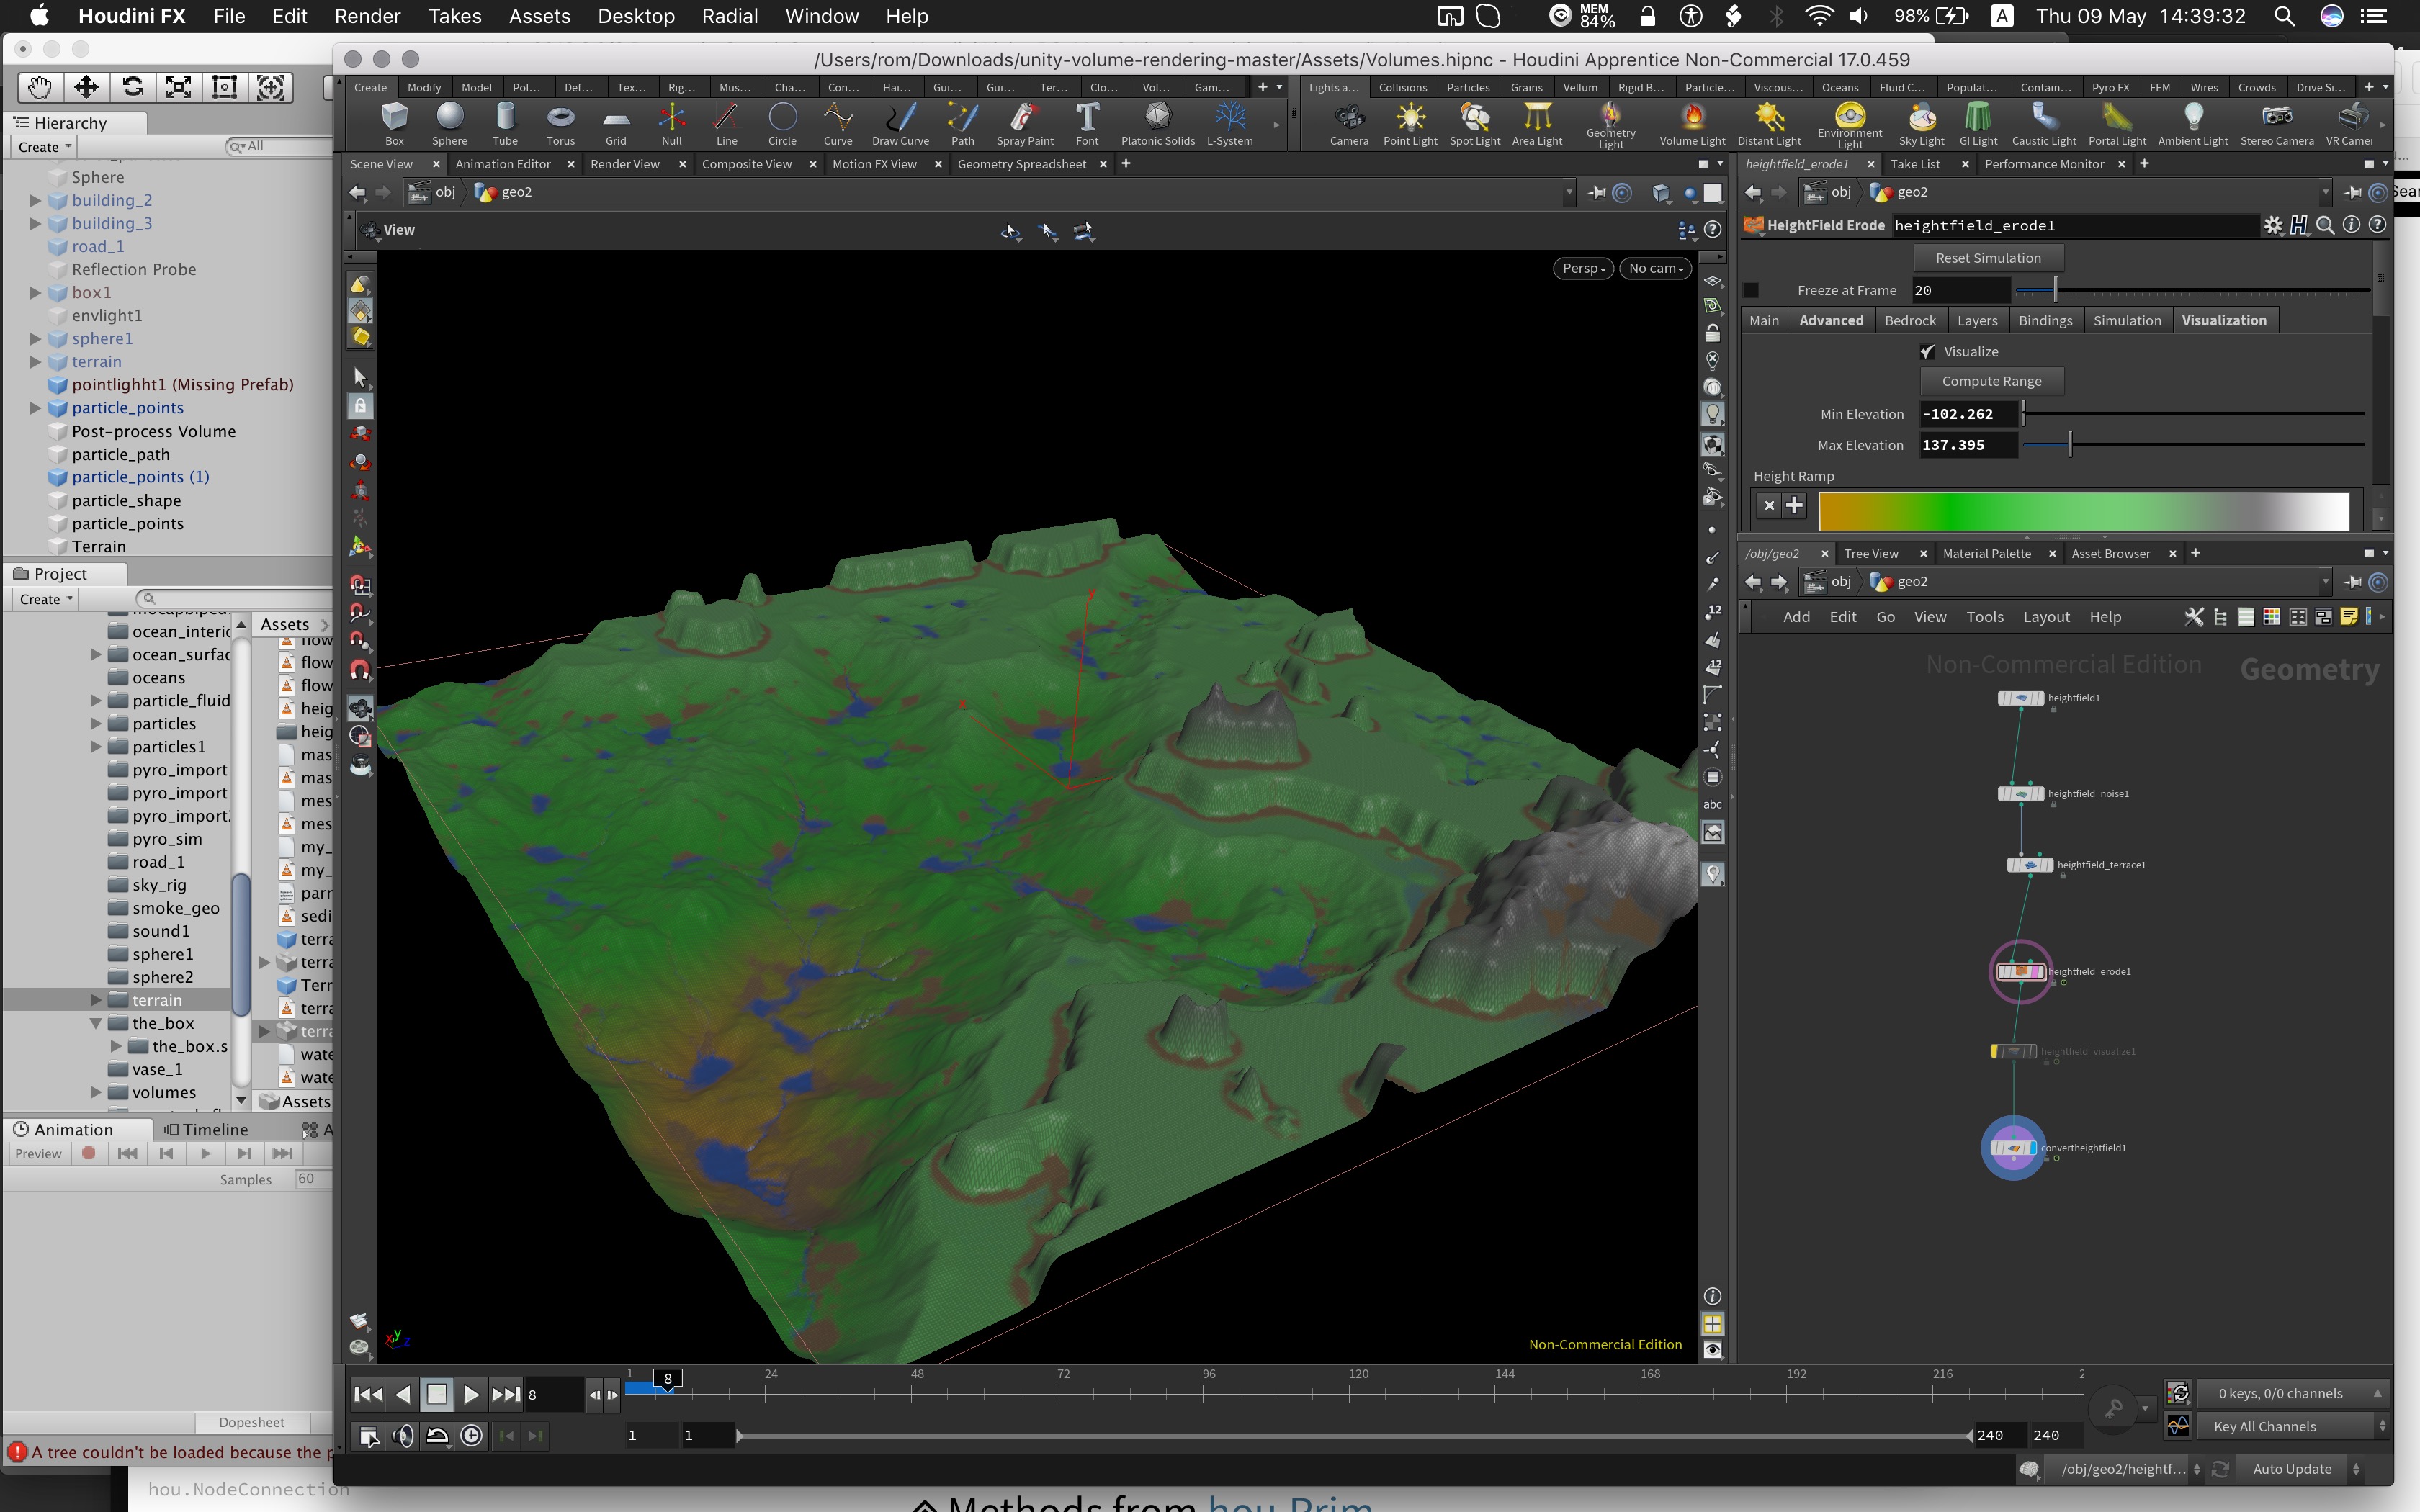 Houdini FX File Edit Render Takes Assets Desktop Radial Window Help
MEM 84% 98% A Thu 09 May 14:39:32
/Users/rom/Downloads/unity-volume-rendering-master/Assets/Volumes.hipnc - Houdini Apprentice Non-Commercial 17.0.459
Hierarchy
Create All
Sphere
building_2
building_3
road_1
Reflection Probe
box1
envlight1
sphere1
terrain
pointlighht1 (Missing Prefab)
particle_points
Post-process Volume
particle_path
particle_points (1)
particle_shape
particle_points
Terrain
Project
Create
ocean_interic
ocean_surfac
oceans
particle_fluid
particles
particles1
pyro_import
pyro_import
pyro_import
pyro_sim
road_1
sky_rig
smoke_geo
sound1
sphere1
sphere2
terrain
the_box
the_box.s
vase_1
volumes
Assets
flow
flow
flow
heig
heig
mas
mas
mes
mes
my_
my_
parr
sedi
terra
terra
Terr
terra
terra
wate
wate
Assets
Animation Timeline A
Preview
Samples 60
Dopesheet
A tree couldn't be loaded because the p
hou.NodeConnection
Methods from hou.Prim
Create Modify Model Pol... Def... Tex... Rig... Mus... Cha... Con... Hai... Gui... Gui... Ter... Clo... Vol... Gam...
Box Sphere Tube Torus Grid Null Line Circle Curve Draw Curve Path Spray Paint Font Platonic Solids L-System
Lights a... Collisions Particles Grains Vellum Rigid B... Particle... Viscous... Oceans Fluid C... Populat... Contain... Pyro FX FEM Wires Crowds Drive Si...
Camera Point Light Spot Light Area Light Geometry Light Volume Light Distant Light Environment Light Sky Light GI Light Caustic Light Portal Light Ambient Light Stereo Camera VR Camer
Scene View Animation Editor Render View Composite View Motion FX View Geometry Spreadsheet
obj geo2
View
Persp No cam
y
x
12
12
abc
x y z
Non-Commercial Edition
heightfield_erode1 Take List Performance Monitor
obj geo2
HeightField Erode heightfield_erode1
Reset Simulation
Freeze at Frame 20
Main Advanced Bedrock Layers Bindings Simulation Visualization
Visualize
Compute Range
Min Elevation -102.262
Max Elevation 137.395
Height Ramp
/obj/geo2 Tree View Material Palette Asset Browser
obj geo2
Add Edit Go View Tools Layout Help
Non-Commercial Edition Geometry
heightfield1
heightfield_noise1
heightfield_terrace1
heightfield_erode1
heightfield_visualize1
convertheightfield1
8 1 8 24 48 72 96 120 144 168 192 216 2
0 keys, 0/0 channels
1 1 240 240
Key All Channels
/obj/geo2/heightf... Auto Update